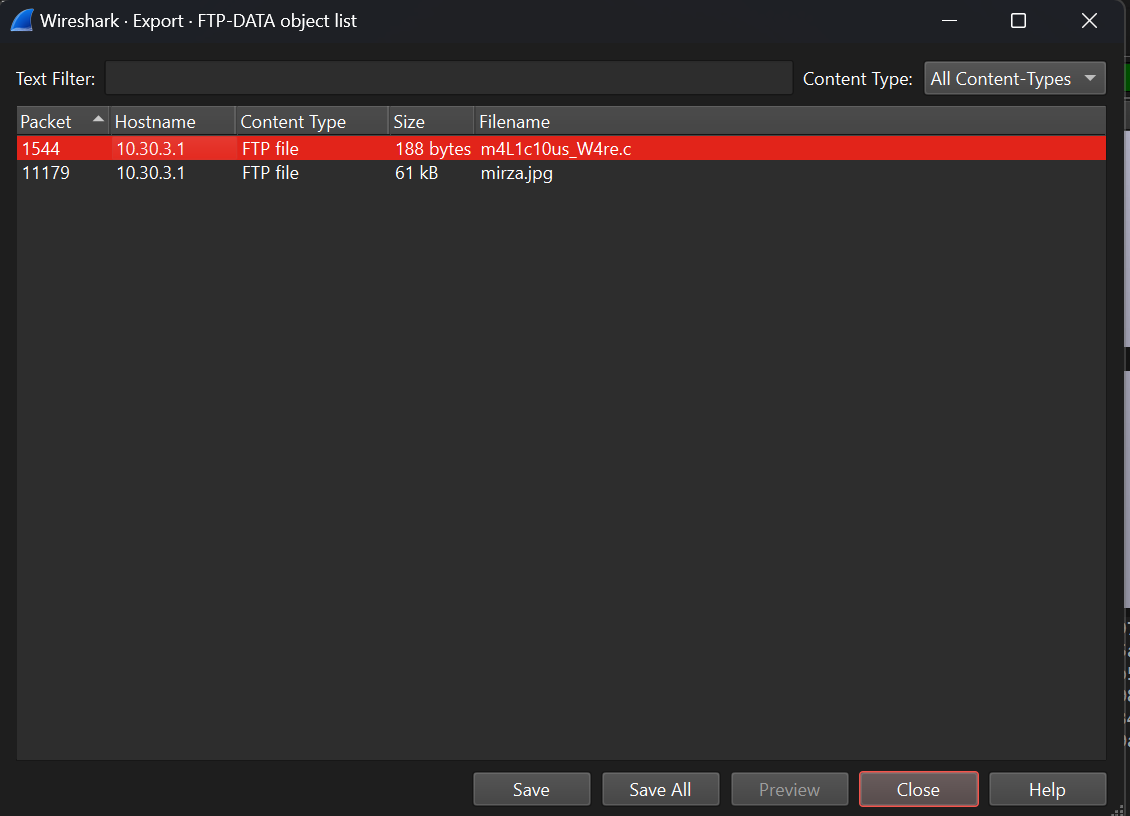 Wireshark · Export · FTP-DATA object list
Text Filter: Content Type: All Content-Types
Packet Hostname Content Type Size Filename
1544 10.30.3.1 FTP file 188 bytes m4L1c10us_W4re.c
11179 10.30.3.1 FTP file 61 kB mirza.jpg
Save Save All Preview Close Help